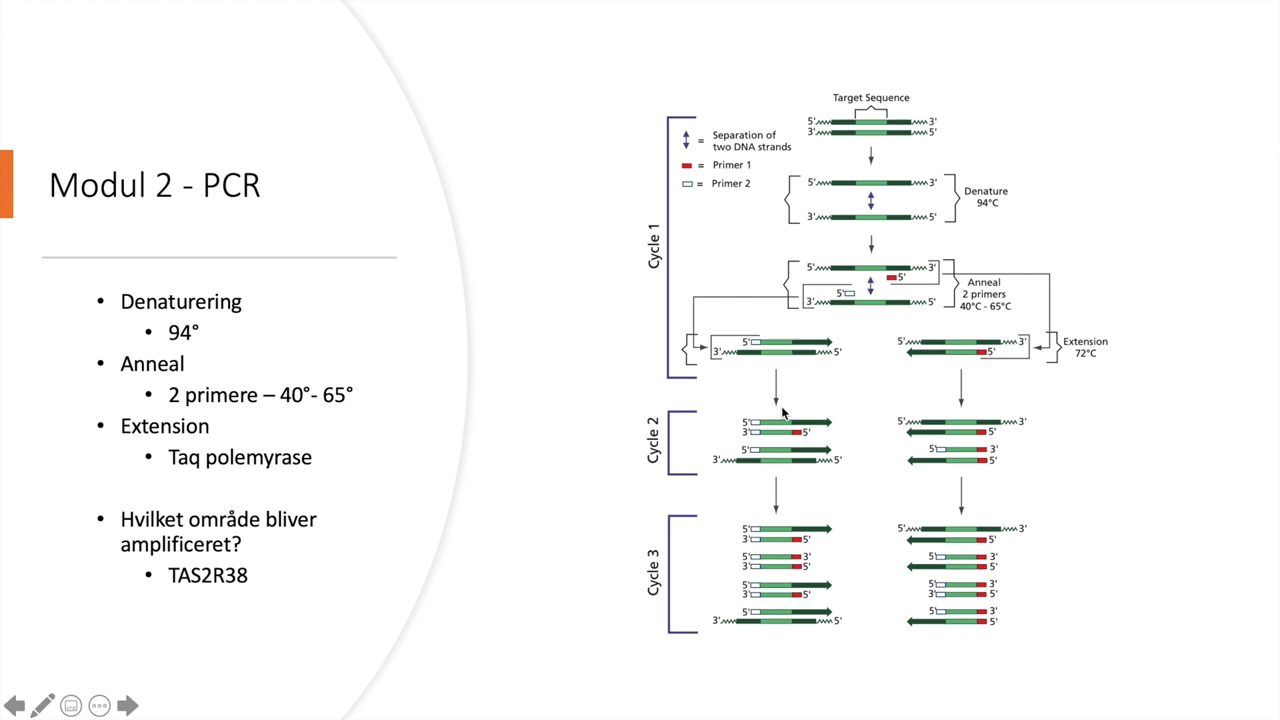 Modul 2 - PCR
• Denaturering
• 94°
• Anneal
• 2 primere – 40°- 65°
• Extension
• Taq polemyrase
• Hvilket område bliver
amplificeret?
• TAS2R38
Target Sequence
5' 3'
3' 5'
= Separation of
two DNA strands
= Primer 1
= Primer 2
Cycle 1
5' 3'
3' 5'
Denature
94°C
5' 3'
5'
5'
3' 5'
Anneal
2 primers
40°C - 65°C
5'
3' 5'
5' 3'
5'
Extension
72°C
Cycle 2
5'
3' 5'
5'
3' 5'
5' 3'
5'
5' 3'
5'
Cycle 3
5'
3' 5'
5' 3'
3' 5'
5'
3' 5'
5'
3' 5'
5' 3'
5'
5' 3'
5'
5' 3'
3' 5'
5' 3'
5'